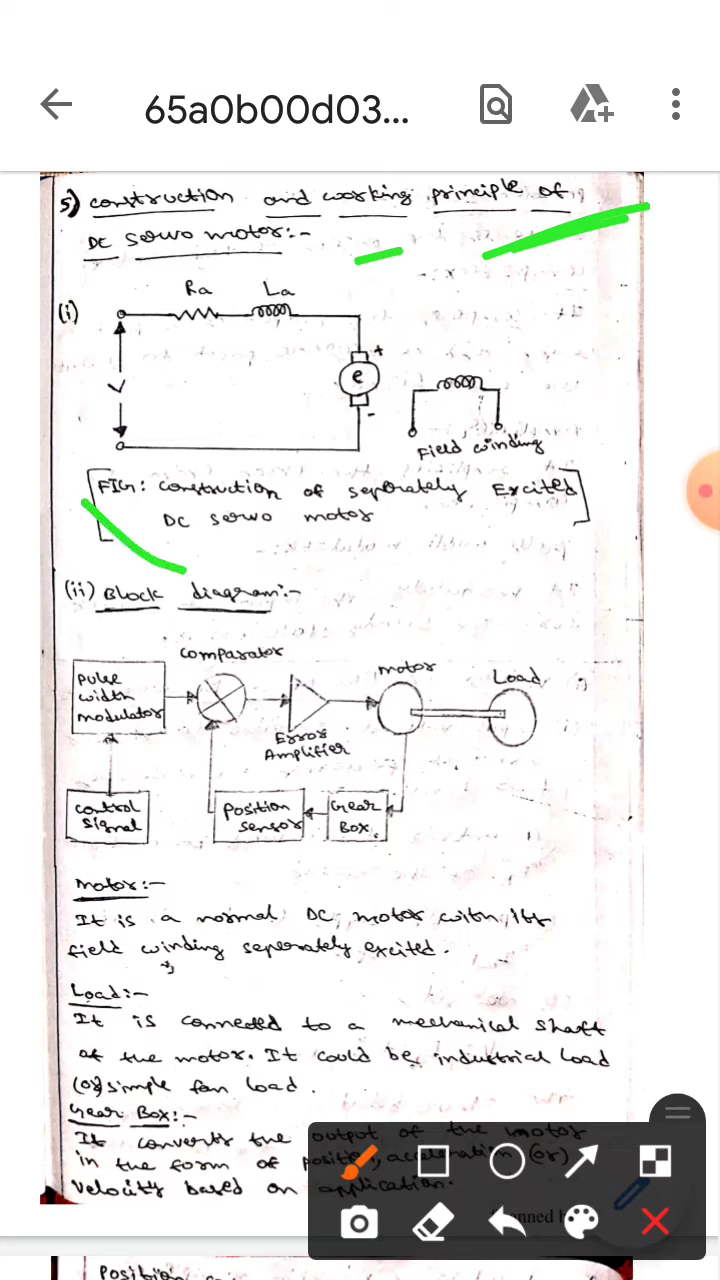 65a0b00d03...
5) construction and working principle of
DC servo motor:-
Ra La
(i)
+
V
e
-
Field winding
FIG: construction of seperately Excited
DC servo motor
(ii) Block diagram:-
comparator
motor
Load
Pulse
width
modulator
Error
Amplifier
control
signal
Position
sensor
Gear
Box
Motor:-
It is a normal DC motor with its
field winding seperately excited.
Load:-
It is connected to a mechanical shaft
of the motor. It could be industrial load
(or) simple fan load.
Gear Box:-
It converts the output of the motor
in the form of position, acceleration (or)
velocity based on application.